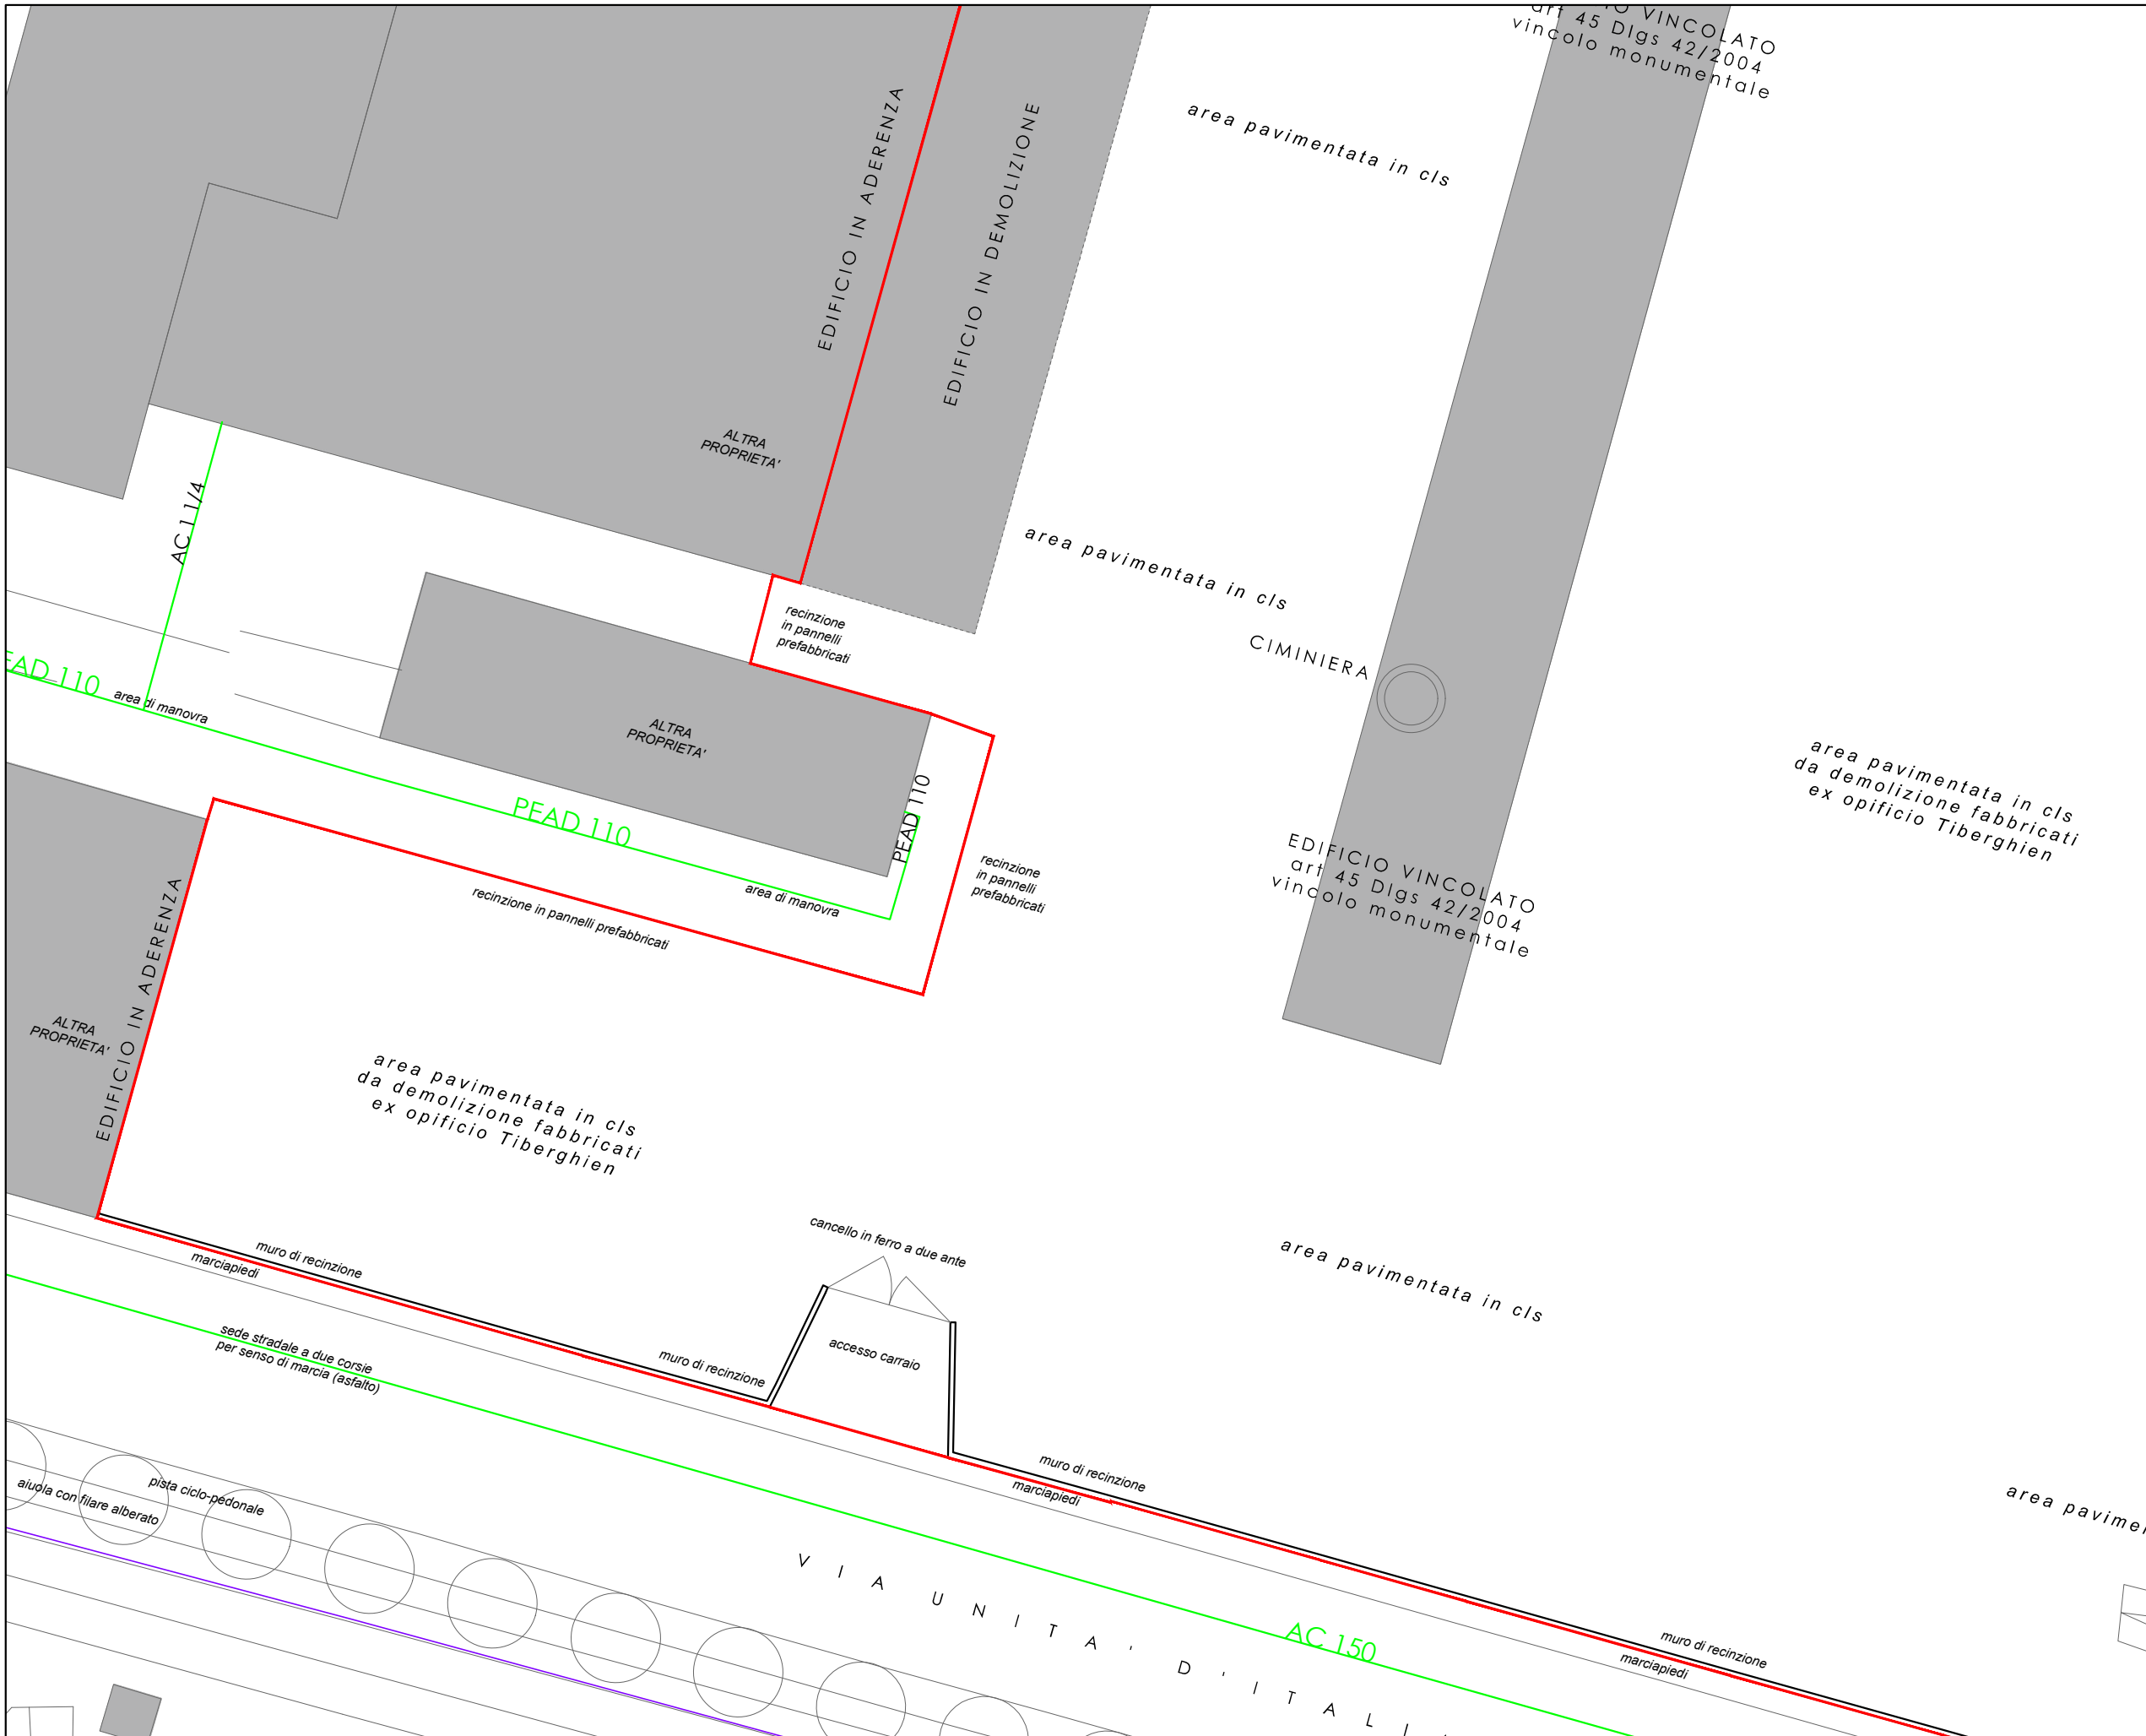 IO VINCOLATO
art 45 Dlgs 42/2004
vincolo monumentale
area pavimentata in cls
EDIFICIO IN ADERENZA
EDIFICIO IN DEMOLIZIONE
ALTRA
PROPRIETA'
AC 1 1/4
area pavimentata in cls
recinzione
in pannelli
prefabbricati
CIMINIERA
EAD 110
area di manovra
ALTRA
PROPRIETA'
PEAD 110
PEAD 110
area di manovra
recinzione in pannelli prefabbricati
recinzione
in pannelli
prefabbricati
area pavimentata in cls
da demolizione fabbricati
ex opificio Tiberghien
EDIFICIO VINCOLATO
art 45 Dlgs 42/2004
vincolo monumentale
EDIFICIO IN ADERENZA
ALTRA
PROPRIETA'
area pavimentata in cls
da demolizione fabbricati
ex opificio Tiberghien
cancello in ferro a due ante
accesso carraio
area pavimentata in cls
muro di recinzione
marciapiedi
muro di recinzione
sede stradale a due corsie
per senso di marcia (asfalto)
muro di recinzione
marciapiedi
pista ciclo-pedonale
aiuola con filare alberato
area pavimen
VIA UNITA' D'ITALI
AC 150
muro di recinzione
marciapiedi